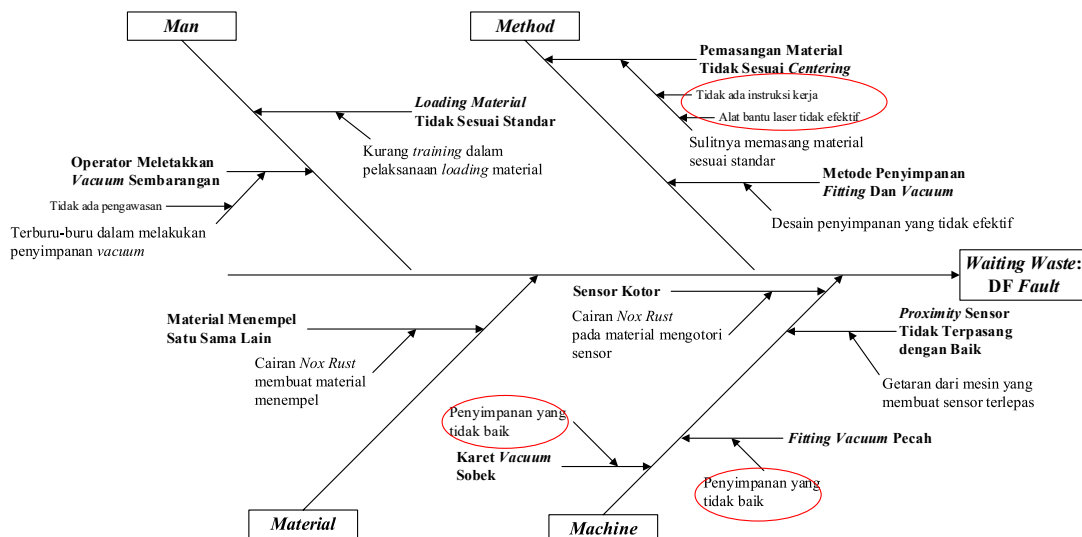 Man
Method
Pemasangan Material
Tidak Sesuai Centering
Tidak ada instruksi kerja
Alat bantu laser tidak efektif
Sulitnya memasang material
sesuai standar
Loading Material
Tidak Sesuai Standar
Kurang training dalam
pelaksanaan loading material
Operator Meletakkan
Vacuum Sembarangan
Tidak ada pengawasan
Terburu-buru dalam melakukan
penyimpanan vacuum
Metode Penyimpanan
Fitting Dan Vacuum
Desain penyimpanan yang tidak efektif
Waiting Waste:
DF Fault
Material Menempel
Satu Sama Lain
Cairan Nox Rust
membuat material
menempel
Sensor Kotor
Cairan Nox Rust
pada material mengotori
sensor
Proximity Sensor
Tidak Terpasang
dengan Baik
Getaran dari mesin yang
membuat sensor terlepas
Penyimpanan yang
tidak baik
Karet Vacuum
Sobek
Fitting Vacuum Pecah
Penyimpanan yang
tidak baik
Material
Machine